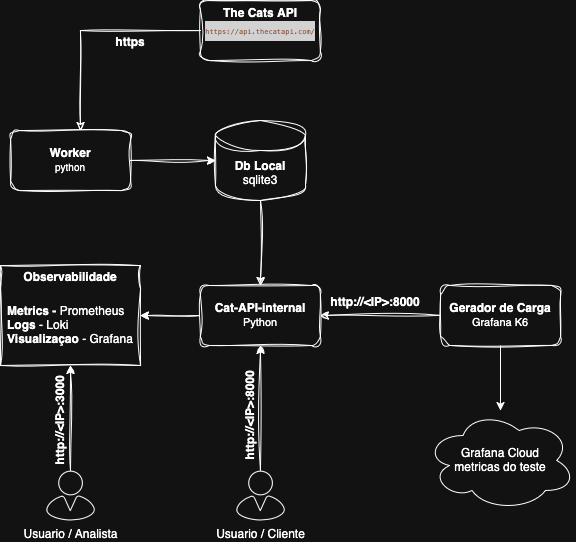 The Cats API
https://api.thecatapi.com/
https
Worker
python
Db Local
sqlite3
Observabilidade
Metrics - Prometheus
Logs - Loki
Visualizaçao - Grafana
Cat-API-internal
Python
http://<IP>:8000
Gerador de Carga
Grafana K6
http://<IP>:3000
http://<IP>:8000
Grafana Cloud
metricas do teste
Usuario / Analista
Usuario / Cliente